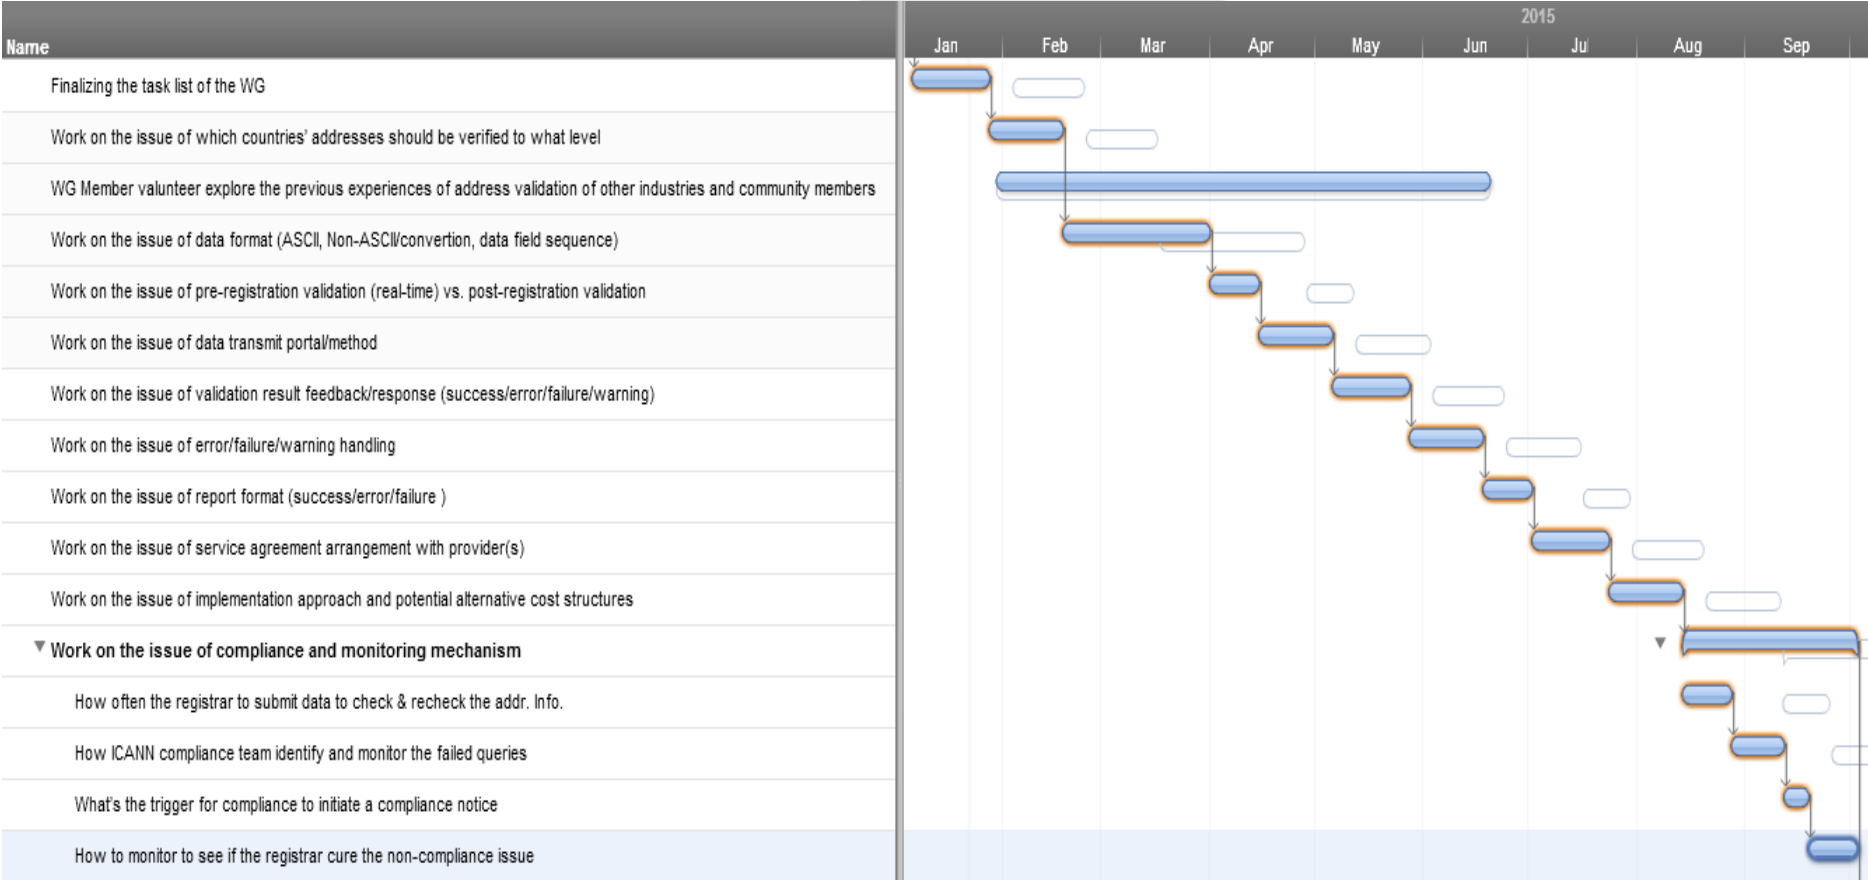 2015
Name
Jan Feb Mar Apr May Jun Jul Aug Sep
Finalizing the task list of the WG
Work on the issue of which countries' addresses should be verified to what level
WG Member valunteer explore the previous experiences of address validation of other industries and community members
Work on the issue of data format (ASCII, Non-ASCII/convertion, data field sequence)
Work on the issue of pre-registration validation (real-time) vs. post-registration validation
Work on the issue of data transmit portal/method
Work on the issue of validation result feedback/response (success/error/failure/warning)
Work on the issue of error/failure/warning handling
Work on the issue of report format (success/error/failure )
Work on the issue of service agreement arrangement with provider(s)
Work on the issue of implementation approach and potential alternative cost structures
Work on the issue of compliance and monitoring mechanism
How often the registrar to submit data to check & recheck the addr. Info.
How ICANN compliance team identify and monitor the failed queries
What's the trigger for compliance to initiate a compliance notice
How to monitor to see if the registrar cure the non-compliance issue